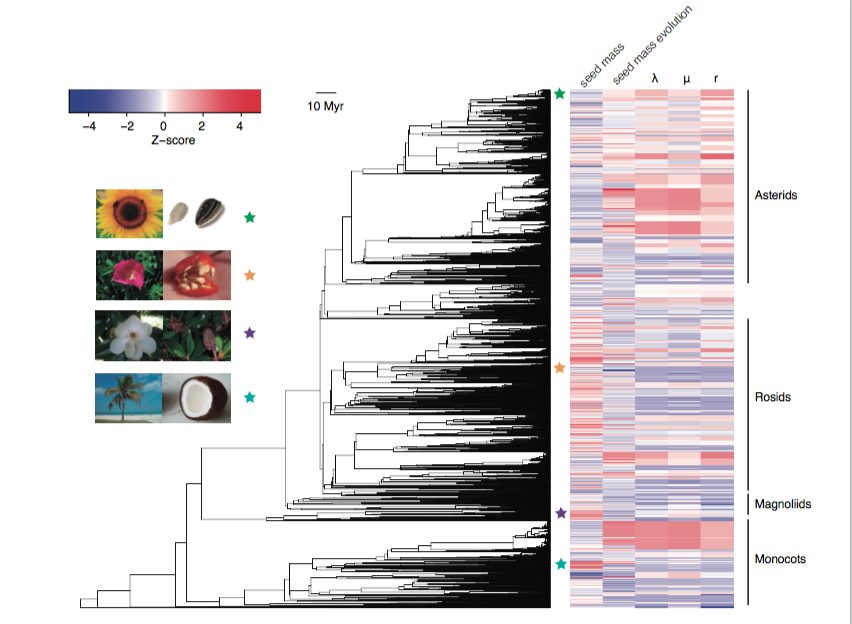 seed mass
seed mass evolution
λ
μ
r
10 Myr
−4 −2 0 2 4
Z−score
Asterids
Rosids
Magnoliids
Monocots